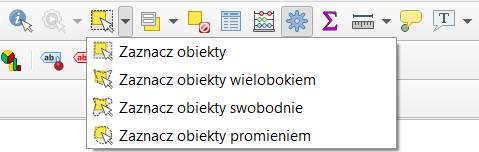 Zaznacz obiekty
Zaznacz obiekty wielobokiem
Zaznacz obiekty swobodnie
Zaznacz obiekty promieniem